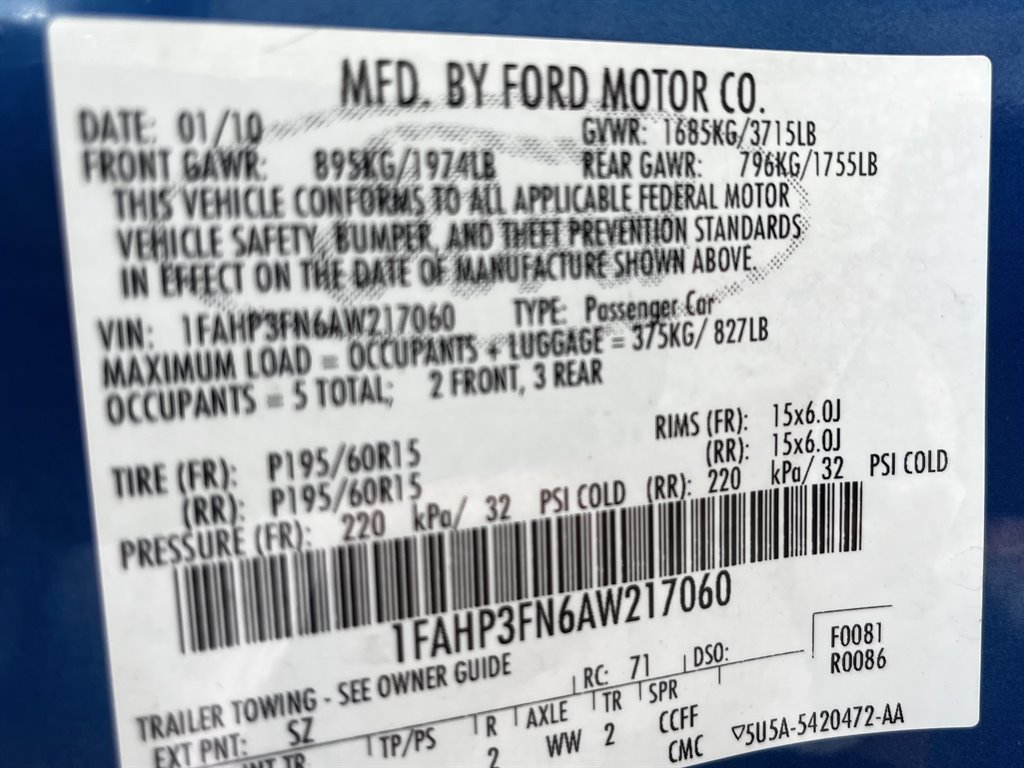 MFD. BY FORD MOTOR CO.
DATE: 01/10 GVWR: 1685KG/3715LB
FRONT GAWR: 895KG/1974LB REAR GAWR: 796KG/1755LB
THIS VEHICLE CONFORMS TO ALL APPLICABLE FEDERAL MOTOR
VEHICLE SAFETY, BUMPER, AND THEFT PREVENTION STANDARDS
IN EFFECT ON THE DATE OF MANUFACTURE SHOWN ABOVE.
VIN: 1FAHP3FN6AW217060 TYPE: Passenger Car
MAXIMUM LOAD = OCCUPANTS + LUGGAGE = 375KG/ 827LB
OCCUPANTS = 5 TOTAL; 2 FRONT, 3 REAR
TIRE (FR): P195/60R15 RIMS (FR): 15x6.0J
(RR): P195/60R15 (RR): 15x6.0J
PRESSURE (FR): 220 kPa/ 32 PSI COLD (RR): 220 kPa/ 32 PSI COLD
1FAHP3FN6AW217060
F0081
R0086
TRAILER TOWING - SEE OWNER GUIDE RC: 71 DSO:
EXT PNT: SZ TP/PS R AXLE TR SPR
INT TR 2 WW 2 CCFF
CMC ▽5U5A-5420472-AA